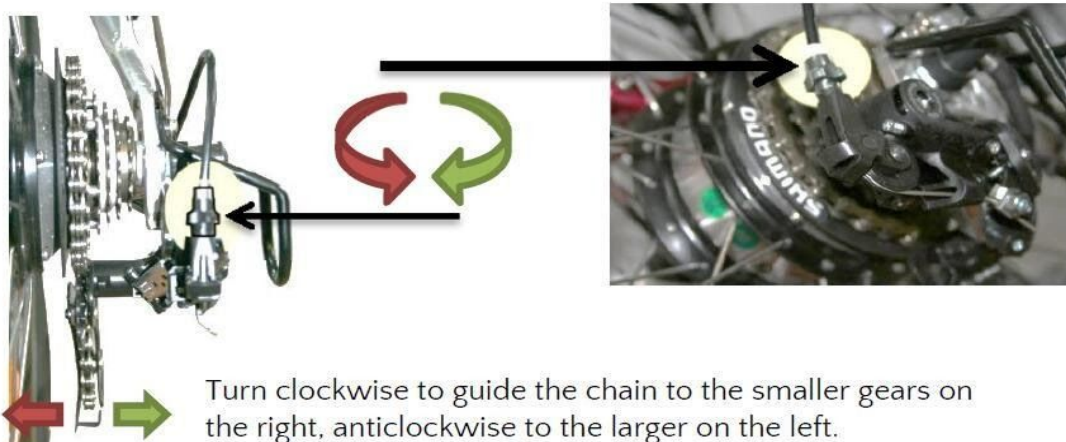 SHIMANO
Turn clockwise to guide the chain to the smaller gears on
the right, anticlockwise to the larger on the left.